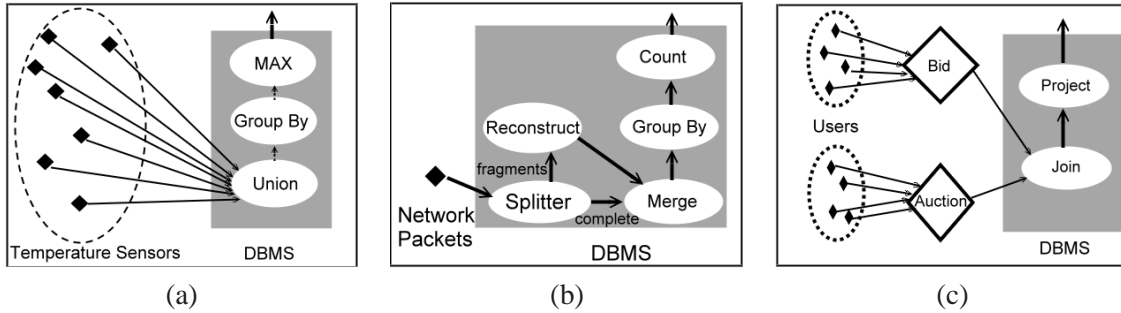 MAX
Group By
Union
Temperature Sensors
DBMS
(a)
Count
Reconstruct
Group By
fragments
Splitter
Merge
complete
Network
Packets
DBMS
(b)
Bid
Project
Users
Join
Auction
DBMS
(c)